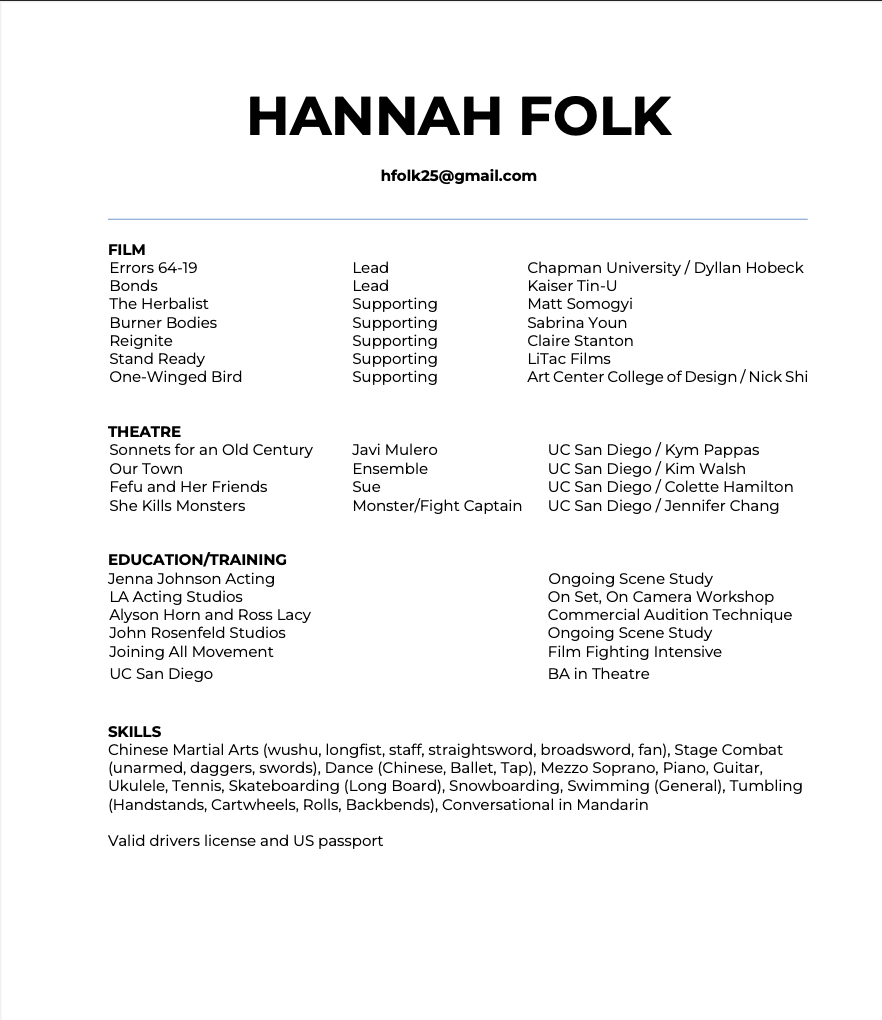 HANNAH FOLK
hfolk25@gmail.com
FILM
Errors 64-19 Lead Chapman University / Dyllan Hobeck
Bonds Lead Kaiser Tin-U
The Herbalist Supporting Matt Somogyi
Burner Bodies Supporting Sabrina Youn
Reignite Supporting Claire Stanton
Stand Ready Supporting LiTac Films
One-Winged Bird Supporting Art Center College of Design / Nick Shi
THEATRE
Sonnets for an Old Century Javi Mulero UC San Diego / Kym Pappas
Our Town Ensemble UC San Diego / Kim Walsh
Fefu and Her Friends Sue UC San Diego / Colette Hamilton
She Kills Monsters Monster/Fight Captain UC San Diego / Jennifer Chang
EDUCATION/TRAINING
Jenna Johnson Acting Ongoing Scene Study
LA Acting Studios On Set, On Camera Workshop
Alyson Horn and Ross Lacy Commercial Audition Technique
John Rosenfeld Studios Ongoing Scene Study
Joining All Movement Film Fighting Intensive
UC San Diego BA in Theatre
SKILLS
Chinese Martial Arts (wushu, longfist, staff, straightsword, broadsword, fan), Stage Combat
(unarmed, daggers, swords), Dance (Chinese, Ballet, Tap), Mezzo Soprano, Piano, Guitar,
Ukulele, Tennis, Skateboarding (Long Board), Snowboarding, Swimming (General), Tumbling
(Handstands, Cartwheels, Rolls, Backbends), Conversational in Mandarin
Valid drivers license and US passport